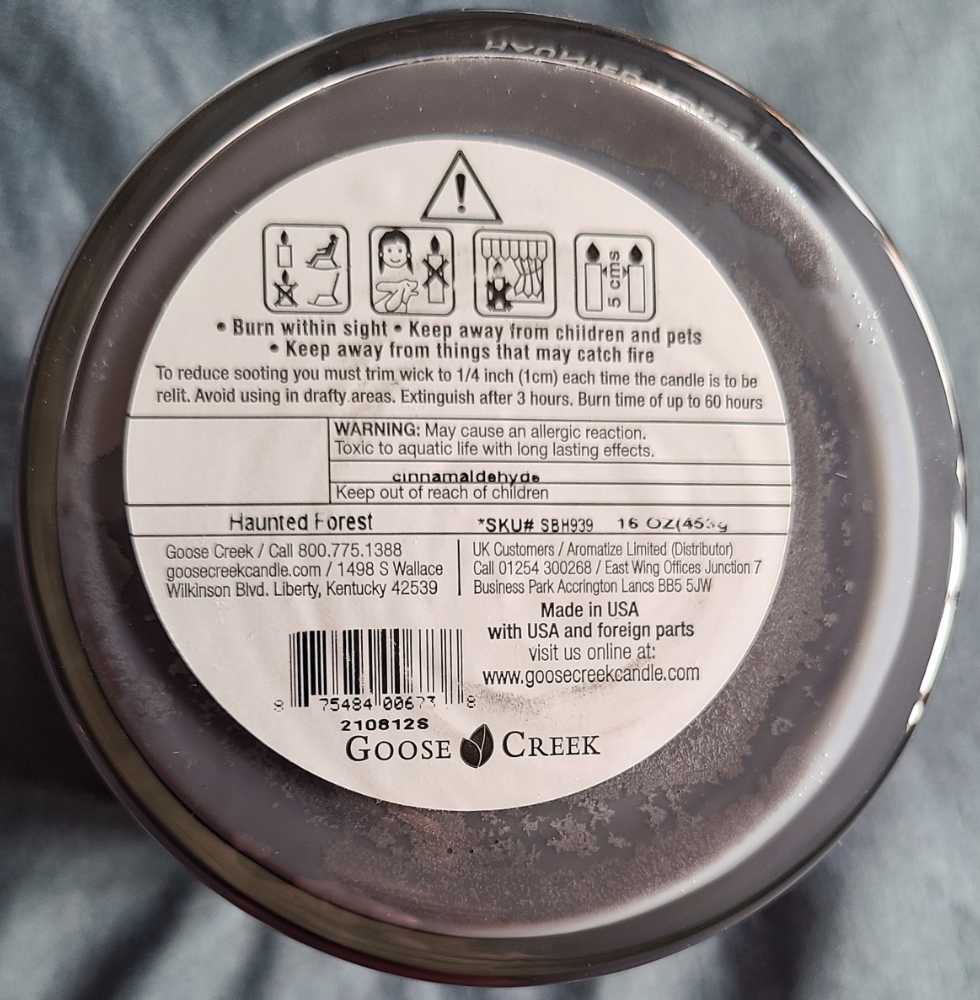 !
5 cms
• Burn within sight • Keep away from children and pets
• Keep away from things that may catch fire
To reduce sooting you must trim wick to 1/4 inch (1cm) each time the candle is to be
relit. Avoid using in drafty areas. Extinguish after 3 hours. Burn time of up to 60 hours
WARNING: May cause an allergic reaction.
Toxic to aquatic life with long lasting effects.
cinnamaldehyde
Keep out of reach of children
Haunted Forest *SKU# SBH939 16 OZ(453g
Goose Creek / Call 800.775.1388
goosecreekcandle.com / 1498 S Wallace
Wilkinson Blvd. Liberty, Kentucky 42539
UK Customers / Aromatize Limited (Distributor)
Call 01254 300268 / East Wing Offices Junction 7
Business Park Accrington Lancs BB5 5JW
Made in USA
with USA and foreign parts
visit us online at:
www.goosecreekcandle.com
8 75484 00673 8
210812S
GOOSE CREEK